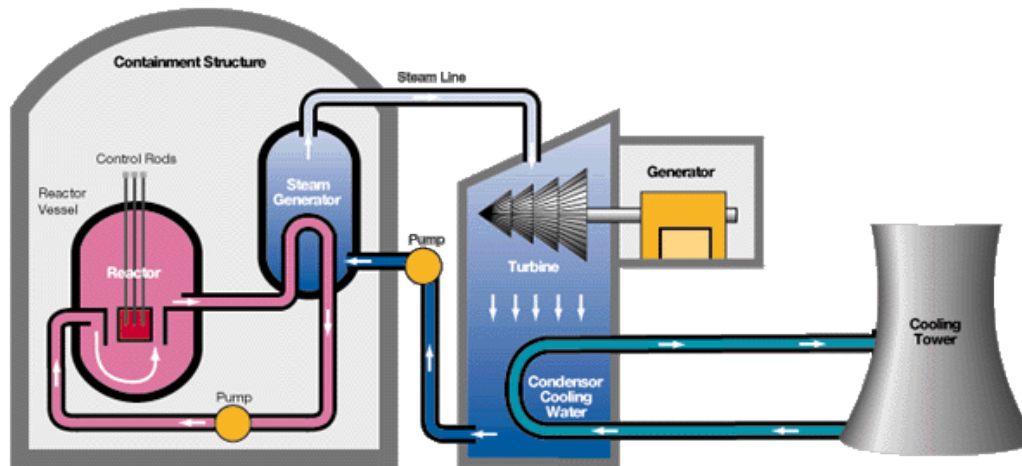 Containment Structure
Steam Line
Control Rods
Reactor
Vessel
Steam
Generator
Generator
Pump
Reactor
Turbine
Cooling
Tower
Condensor
Cooling
Water
Pump